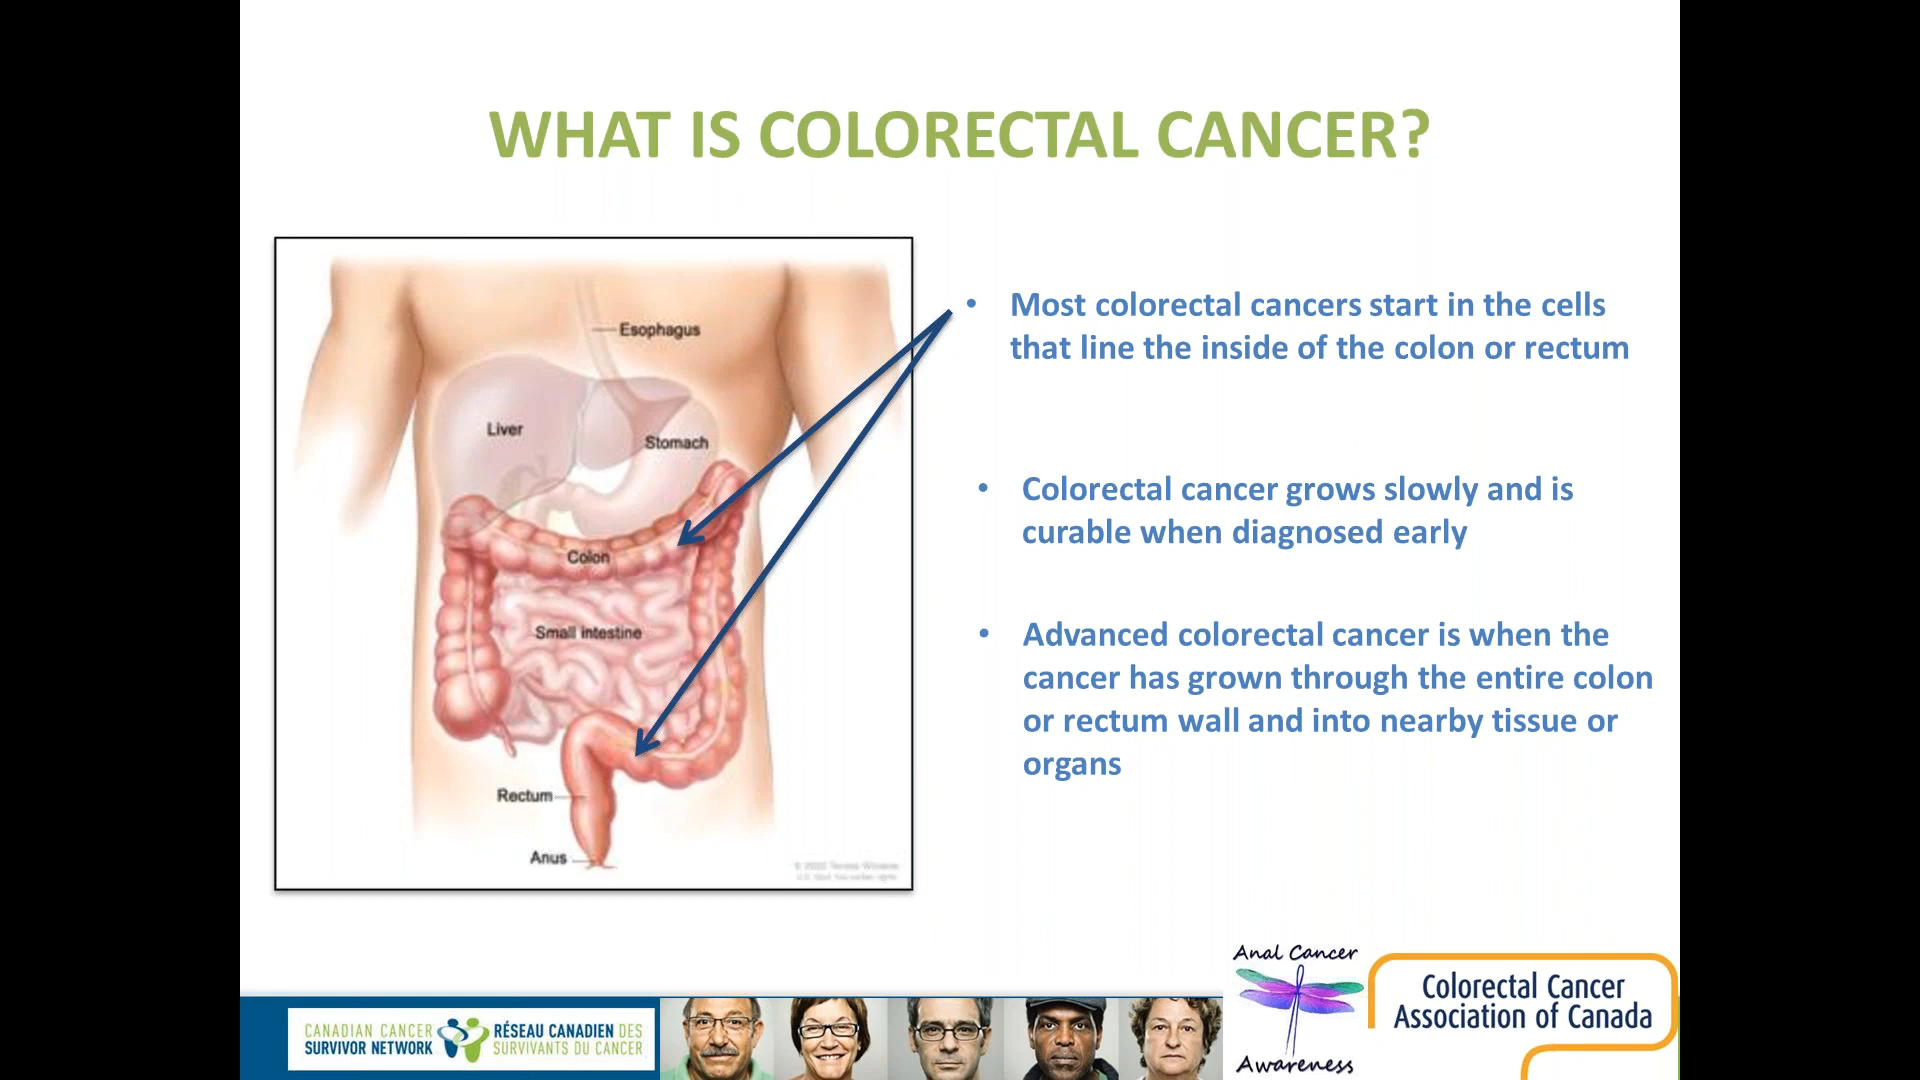 WHAT IS COLORECTAL CANCER?
Esophagus
Liver
Stomach
Colon
Small intestine
Rectum
Anus
• Most colorectal cancers start in the cells
that line the inside of the colon or rectum
• Colorectal cancer grows slowly and is
curable when diagnosed early
• Advanced colorectal cancer is when the
cancer has grown through the entire colon
or rectum wall and into nearby tissue or
organs
CANADIAN CANCER
SURVIVOR NETWORK
RÉSEAU CANADIEN DES
SURVIVANTS DU CANCER
Anal Cancer
Awareness
Colorectal Cancer
Association of Canada